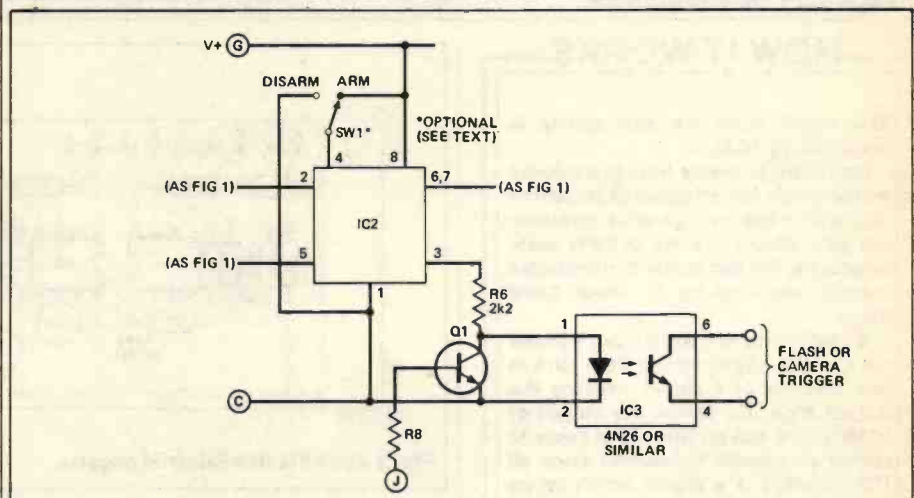 V+ G
DISARM ARM
SW1*
*OPTIONAL
(SEE TEXT)
4 8
(AS FIG 1) 2 6,7 (AS FIG 1)
IC2
(AS FIG 1) 5 3
1
R6
2k2
Q1
1 6
FLASH OR
CAMERA
TRIGGER
C
2 IC3 4
4N26 OR
SIMILAR
R8
J